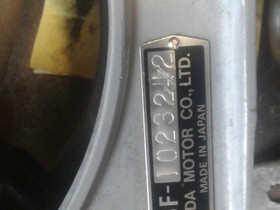 F-1023242
DA MOTOR CO., LTD.
MADE IN JAPAN